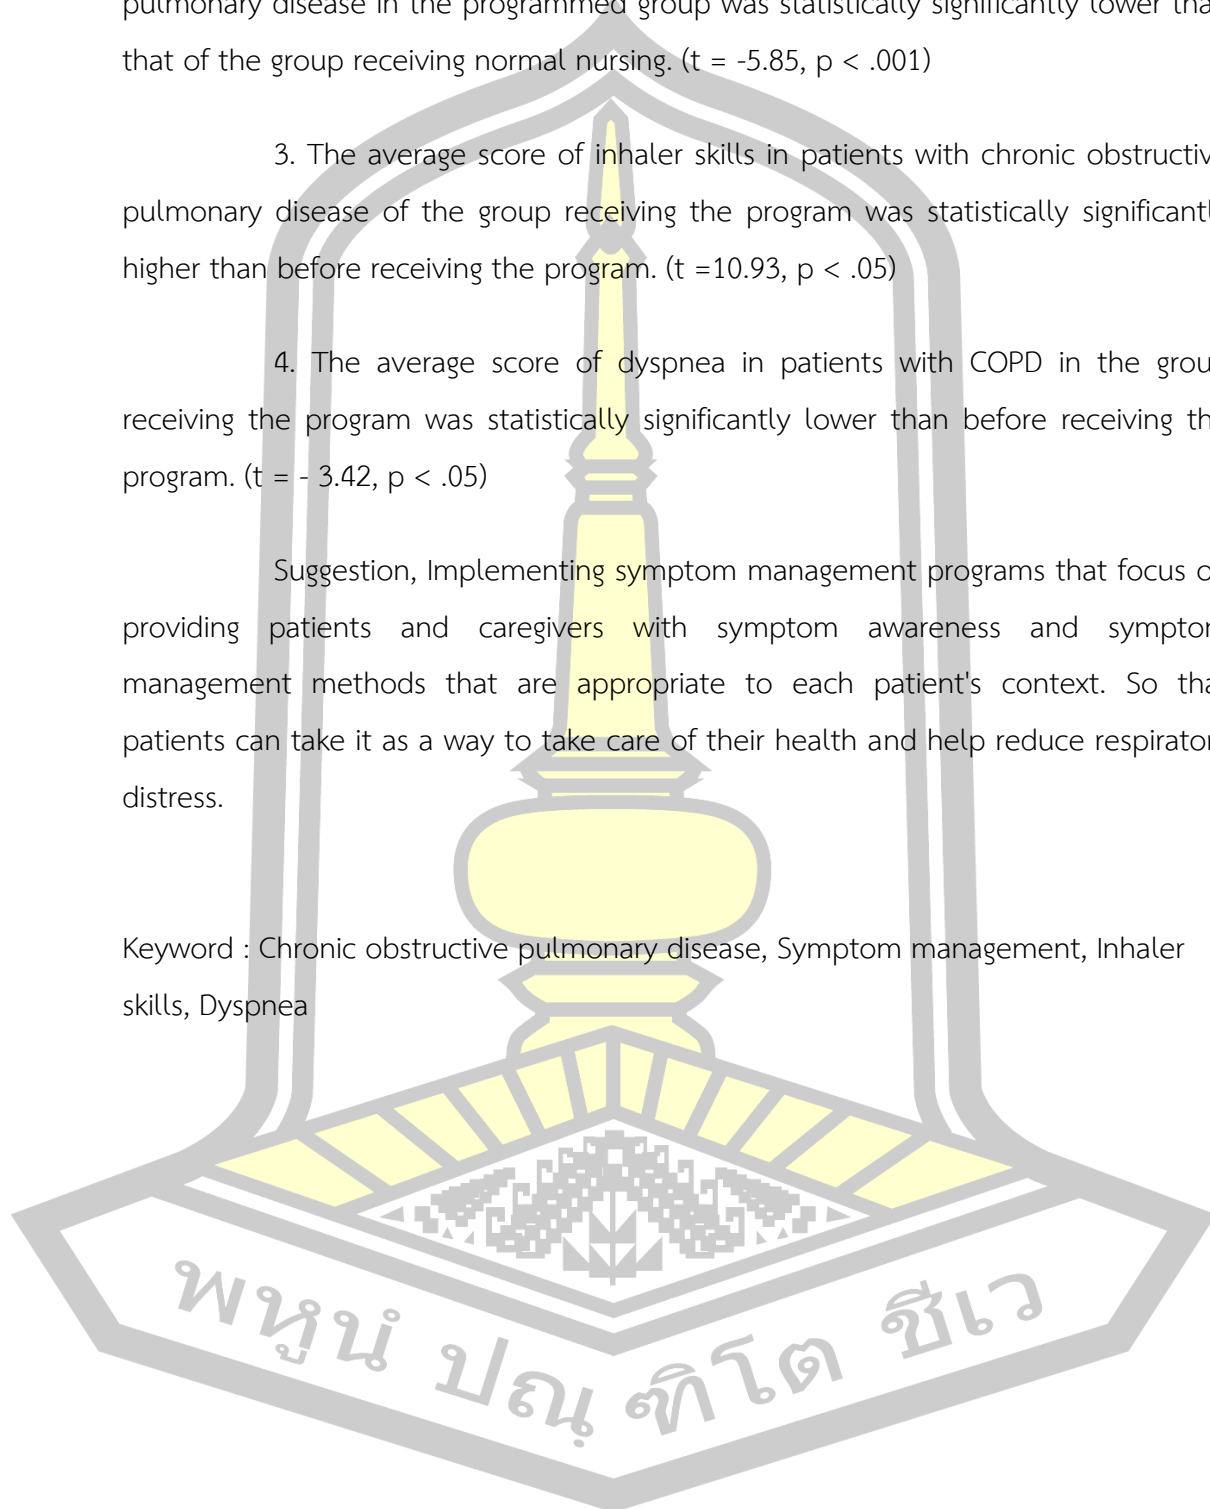 pulmonary disease in the programmed group was statistically significantly lower tha
that of the group receiving normal nursing. (t = -5.85, p < .001)
3. The average score of inhaler skills in patients with chronic obstructiv
pulmonary disease of the group receiving the program was statistically significantl
higher than before receiving the program. (t =10.93, p < .05)
4. The average score of dyspnea in patients with COPD in the grou
receiving the program was statistically significantly lower than before receiving th
program. (t = - 3.42, p < .05)
Suggestion, Implementing symptom management programs that focus o
providing patients and caregivers with symptom awareness and sympto
management methods that are appropriate to each patient's context. So tha
patients can take it as a way to take care of their health and help reduce respirator
distress.
Keyword : Chronic obstructive pulmonary disease, Symptom management, Inhaler
skills, Dyspnea
พหูนํ ปณฺฑิโต ชีเว